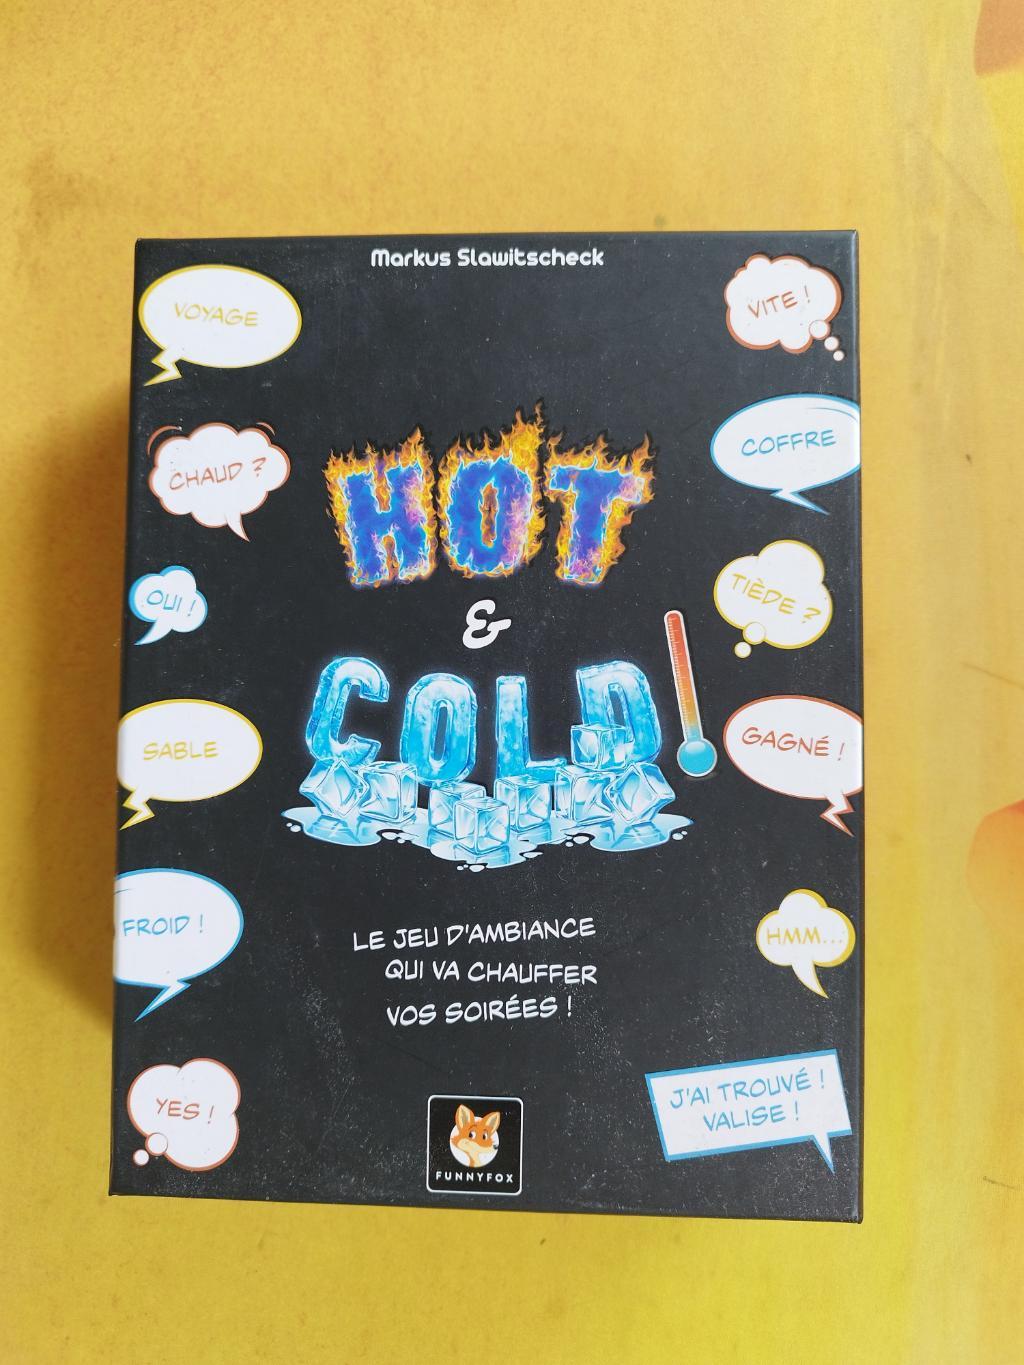 Markus Slawitscheck
VOYAGE
VITE !
CHAUD ?
COFFRE
HOT
OUI !
TIÈDE ?
&
COLD
SABLE
GAGNÉ !
FROID !
HMM...
LE JEU D'AMBIANCE
QUI VA CHAUFFER
VOS SOIRÉES !
YES !
J'AI TROUVÉ !
VALISE !
FUNNYFOX